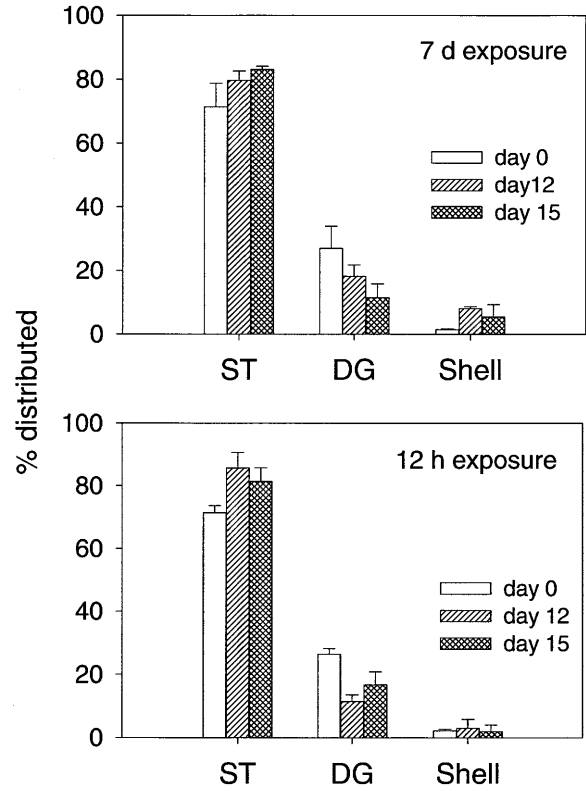 100
80
60
40
20
0
7 d exposure
day 0
day12
day 15
ST DG Shell
% distributed
100
80
60
40
20
0
12 h exposure
day 0
day 12
day 15
ST DG Shell